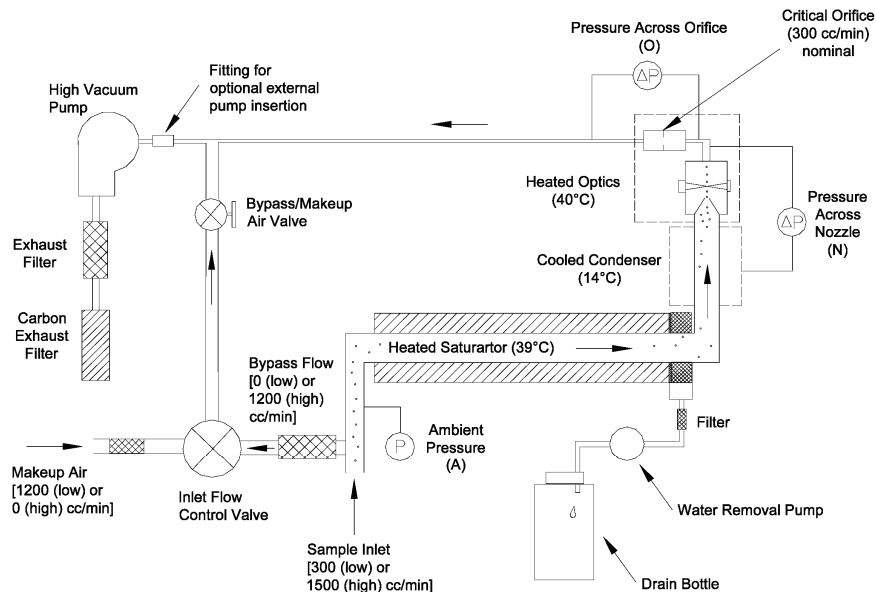 Critical Orifice
(300 cc/min)
nominal
Pressure Across Orifice
(O)
ΔP
Fitting for
optional external
pump insertion
High Vacuum
Pump
Heated Optics
(40°C)
Bypass/Makeup
Air Valve
Pressure
Across
Nozzle
(N)
ΔP
Exhaust
Filter
Cooled Condenser
(14°C)
Carbon
Exhaust
Filter
Heated Saturartor (39°C)
Bypass Flow
[0 (low) or
1200 (high)
cc/min]
P
Ambient
Pressure
(A)
Filter
Makeup Air
[1200 (low) or
0 (high) cc/min]
Inlet Flow
Control Valve
Water Removal Pump
Sample Inlet
[300 (low) or
1500 (high) cc/min]
Drain Bottle